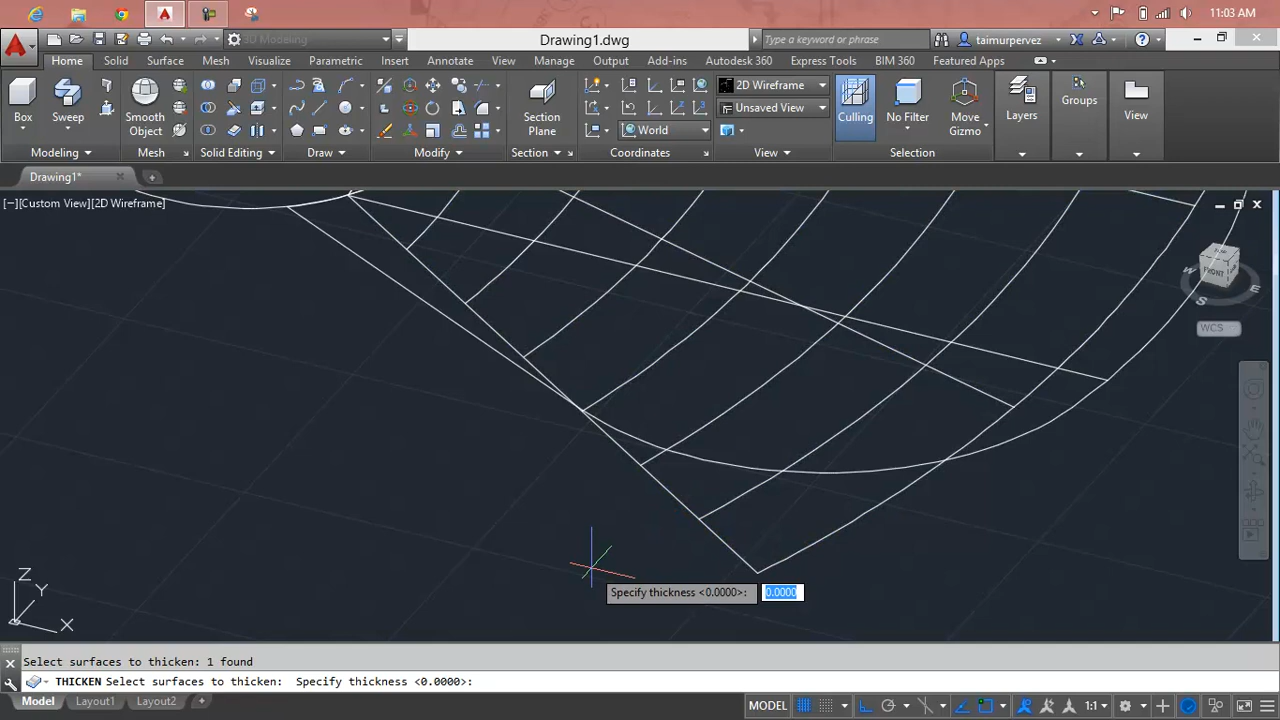 11:03 AM
3D Modeling
Drawing1.dwg
Type a keyword or phrase
taimurpervez
Home Solid Surface Mesh Visualize Parametric Insert Annotate View Manage Output Add-ins Autodesk 360 Express Tools BIM 360 Featured Apps
Box
Sweep
Smooth Object
Section Plane
World
2D Wireframe
Unsaved View
Culling
No Filter
Move Gizmo
Layers
Groups
View
Modeling Mesh Solid Editing Draw Modify Section Coordinates View Selection
Drawing1*
[−][Custom View][2D Wireframe]
FRONT
W
S
E
WCS
Specify thickness <0.0000>: 0.0000
Z
Y
X
Select surfaces to thicken: 1 found
THICKEN Select surfaces to thicken: Specify thickness <0.0000>:
Model Layout1 Layout2
MODEL
1:1